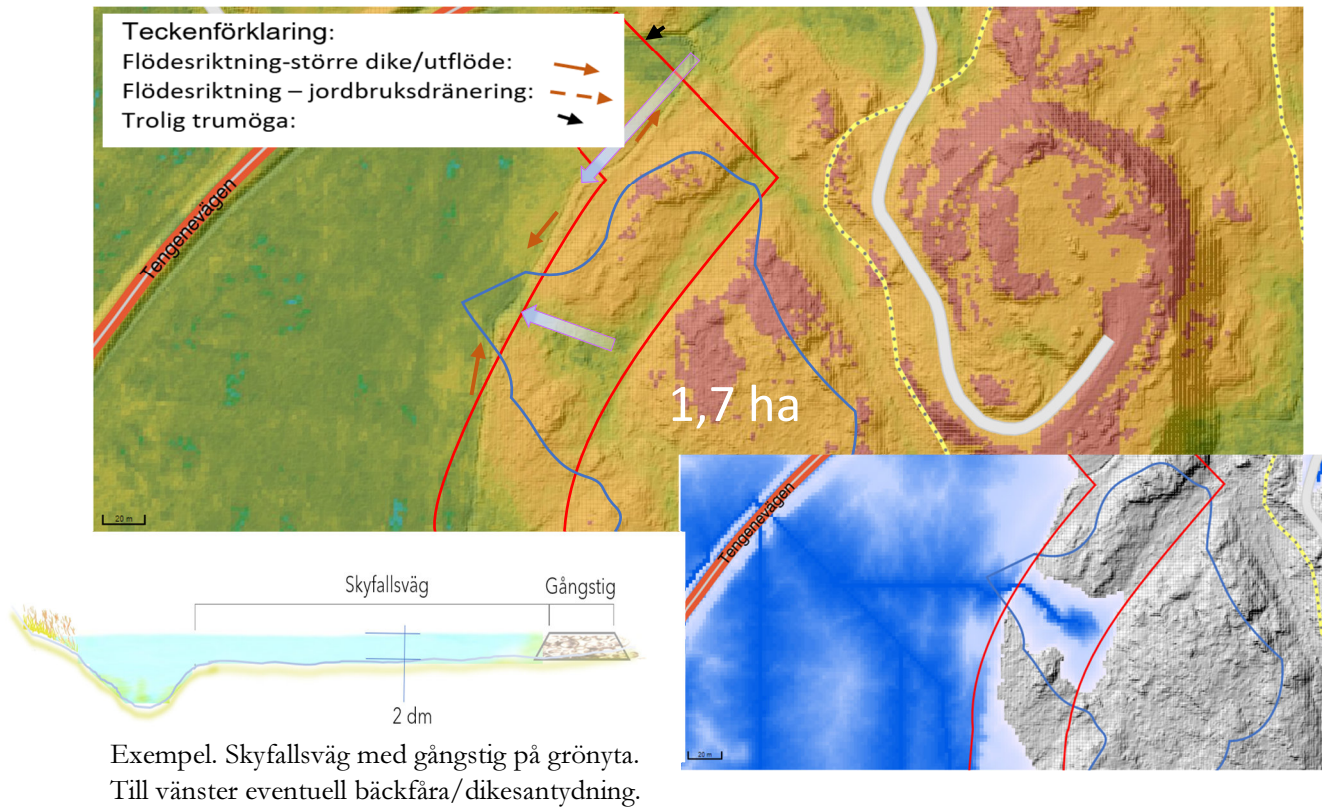 Teckenförklaring:
Flödesriktning-större dike/utflöde:
Flödesriktning – jordbruksdränering:
Trolig trumöga:
Tengenevägen
1,7 ha
20 m
Tengenevägen
20 m
Skyfallsväg
Gångstig
2 dm
Exempel. Skyfallsväg med gångstig på grönyta.
Till vänster eventuell bäckfåra/dikesantydning.